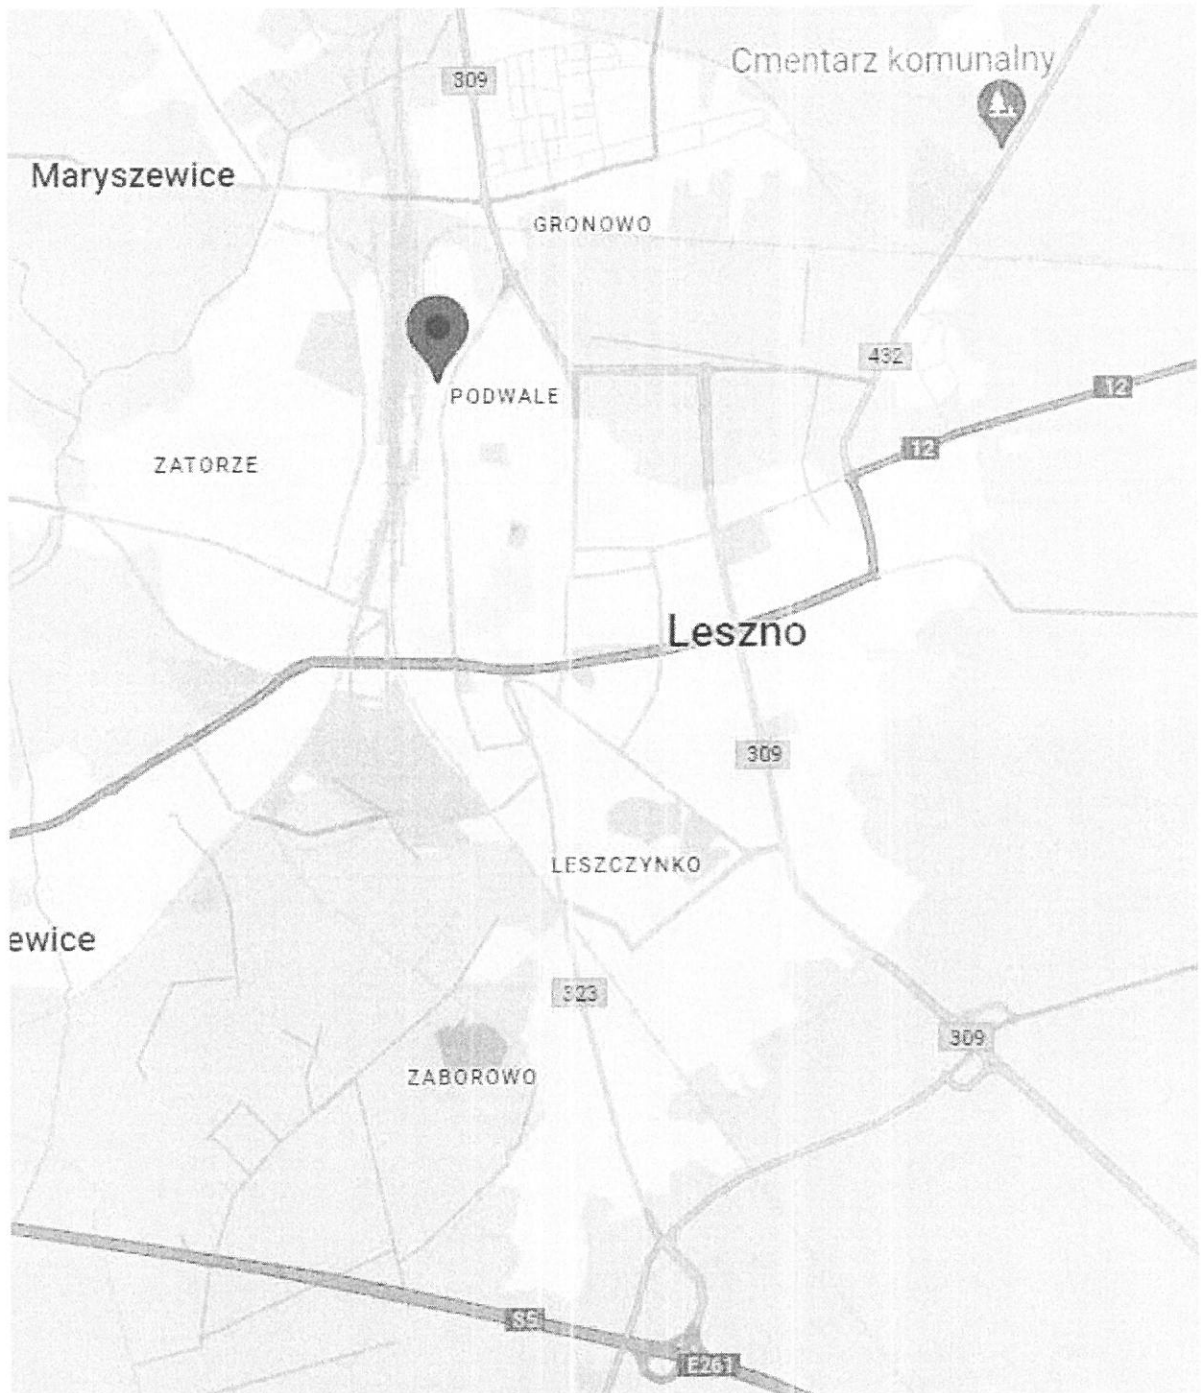 Cmentarz komunalny
309
Maryszewice
GRONOWO
432
12
PODWALE
12
ZATORZE
Leszno
309
LESZCZYNKO
ewice
323
309
ZABOROWO
S5
E261